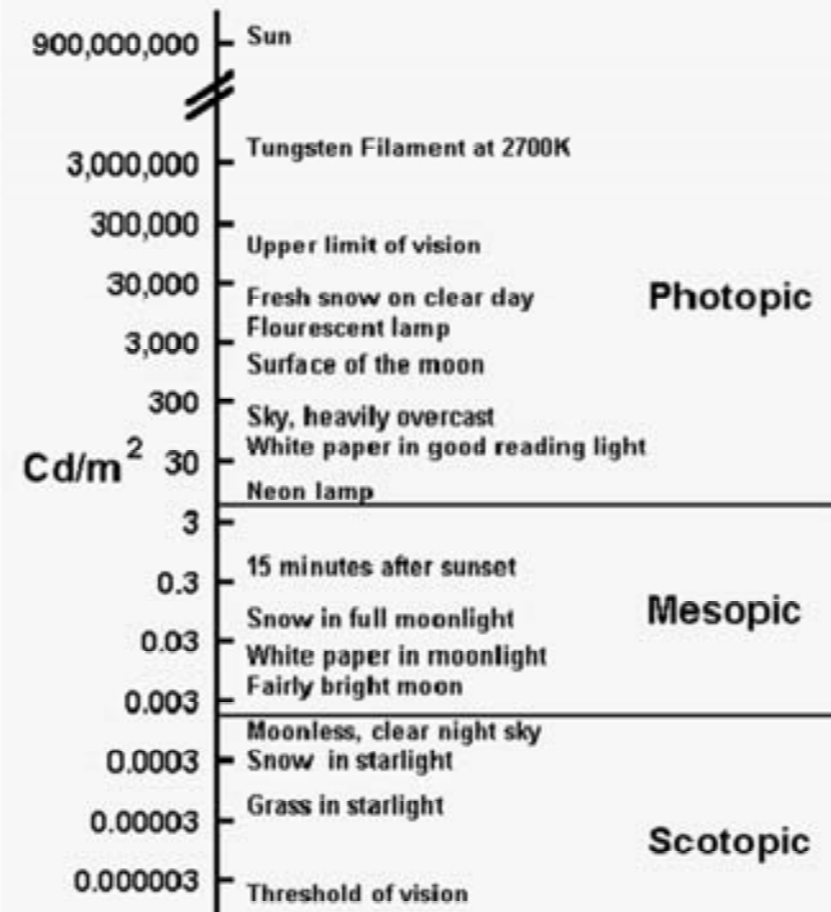 900,000,000 Sun
3,000,000 Tungsten Filament at 2700K
300,000
Upper limit of vision
30,000
Fresh snow on clear day
Photopic
Flourescent lamp
3,000
Surface of the moon
300
Sky, heavily overcast
White paper in good reading light
Cd/m² 30
Neon lamp
3
15 minutes after sunset
0.3
Snow in full moonlight
Mesopic
0.03
White paper in moonlight
Fairly bright moon
0.003
Moonless, clear night sky
0.0003 Snow in starlight
Grass in starlight
0.00003
Scotopic
0.000003
Threshold of vision